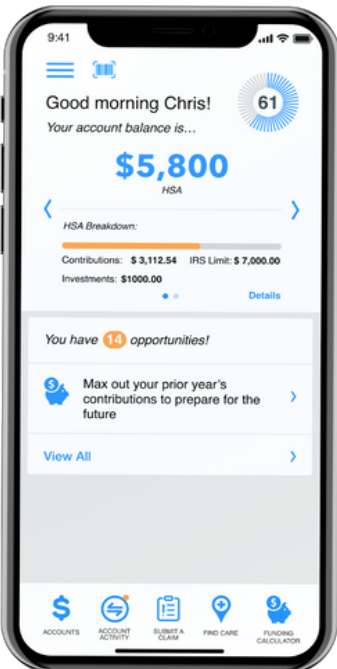 9:41
Good morning Chris!
61
Your account balance is...
$5,800
HSA
HSA Breakdown:
Contributions: $ 3,112.54 IRS Limit: $ 7,000.00
Investments: $1000.00
Details
You have 14 opportunities!
Max out your prior year's
contributions to prepare for the
future
View All
ACCOUNTS
ACCOUNT
ACTIVITY
SUBMIT A
CLAIM
FIND CARE
FUNDING
CALCULATOR